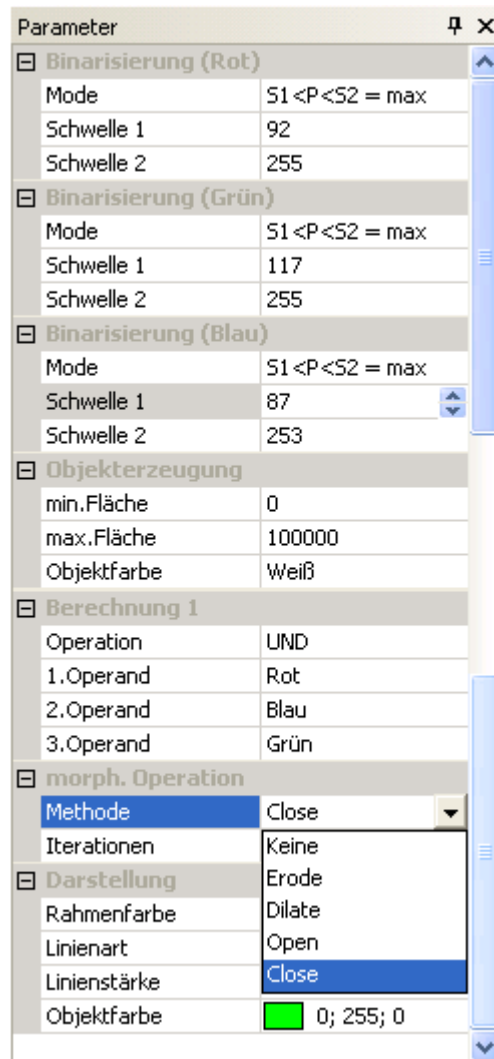 Parameter
Binarisierung (Rot)
Mode S1<P<S2 = max
Schwelle 1 92
Schwelle 2 255
Binarisierung (Grün)
Mode S1<P<S2 = max
Schwelle 1 117
Schwelle 2 255
Binarisierung (Blau)
Mode S1<P<S2 = max
Schwelle 1 87
Schwelle 2 253
Objekterzeugung
min.Fläche 0
max.Fläche 100000
Objektfarbe Weiß
Berechnung 1
Operation UND
1.Operand Rot
2.Operand Blau
3.Operand Grün
morph. Operation
Methode Close
Iterationen Keine
Erode
Darstellung
Rahmenfarbe Dilate
Linienart Open
Linienstärke Close
Objektfarbe 0; 255; 0